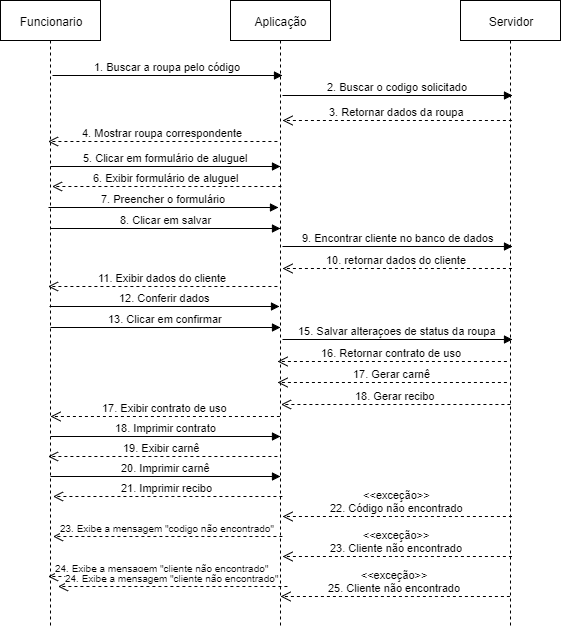 Funcionario
Aplicação
Servidor
1. Buscar a roupa pelo código
2. Buscar o codigo solicitado
3. Retornar dados da roupa
4. Mostrar roupa correspondente
5. Clicar em formulário de aluguel
6. Exibir formulário de aluguel
7. Preencher o formulário
8. Clicar em salvar
9. Encontrar cliente no banco de dados
10. retornar dados do cliente
11. Exibir dados do cliente
12. Conferir dados
13. Clicar em confirmar
15. Salvar alteraçoes de status da roupa
16. Retornar contrato de uso
17. Gerar carnê
18. Gerar recibo
17. Exibir contrato de uso
18. Imprimir contrato
19. Exibir carnê
20. Imprimir carnê
21. Imprimir recibo
<<exceção>>
22. Código não encontrado
23. Exibe a mensagem "codigo não encontrado"
<<exceção>>
23. Cliente não encontrado
24. Exibe a mensagem "cliente não encontrado"
<<exceção>>
24. Exibe a mensagem "cliente não encontrado"
25. Cliente não encontrado